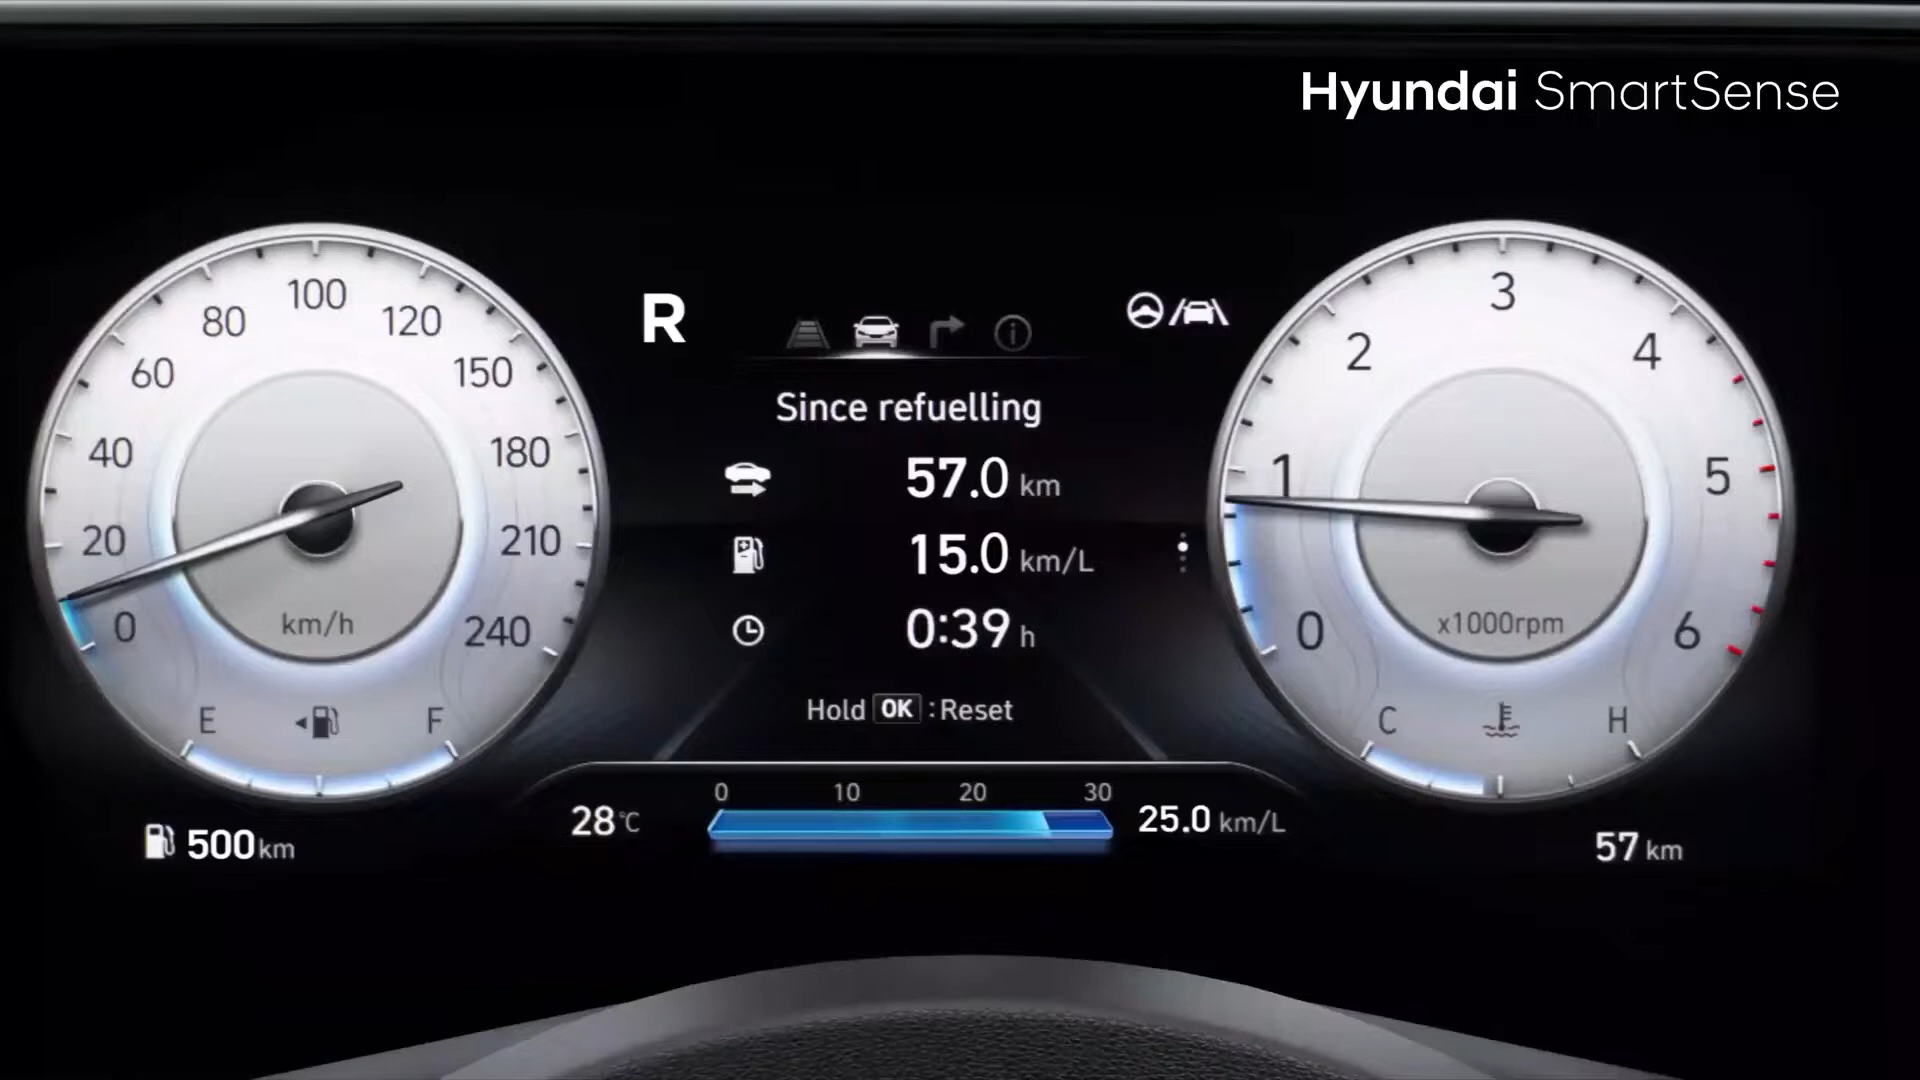 Hyundai SmartSense
R
Since refuelling
57.0 km
15.0 km/L
0:39 h
Hold OK : Reset
0 20 40 60 80 100 120 150 180 210 240
km/h
E F
500 km
0 10 20 30
28°C
25.0 km/L
0 1 2 3 4 5 6
x1000rpm
C H
57 km